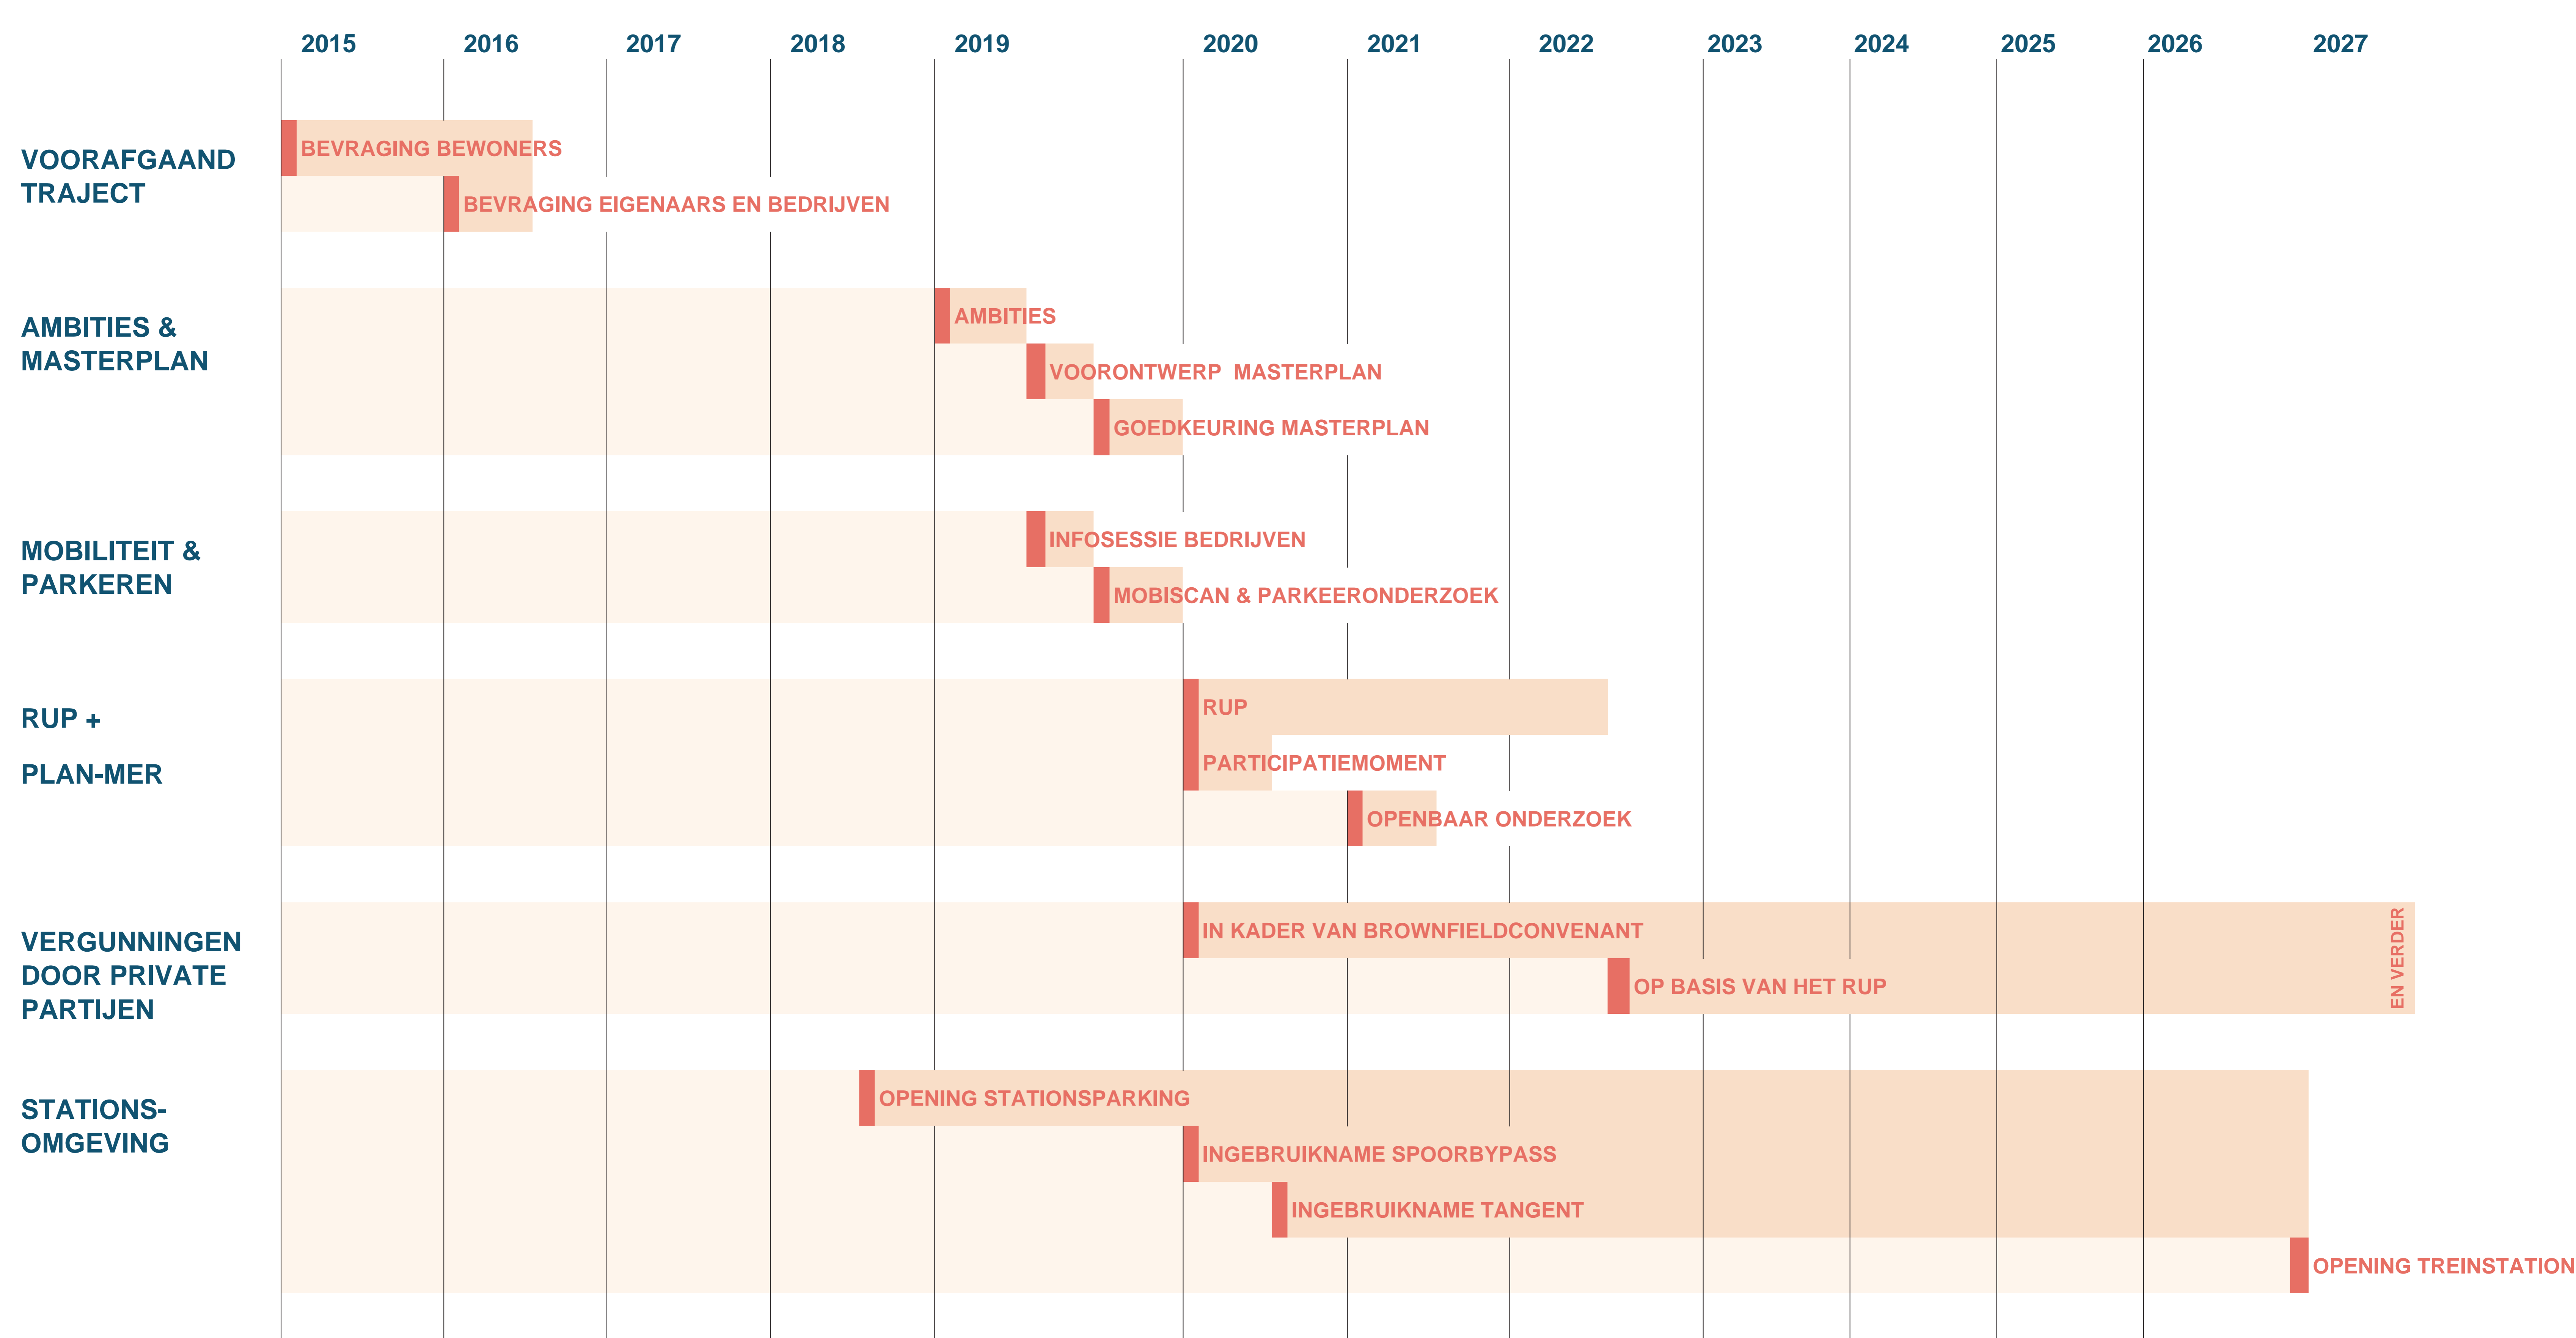 2015 2016 2017 2018 2019 2020 2021 2022 2023 2024 2025 2026 2027
VOORAFGAAND
TRAJECT
BEVRAGING BEWONERS
BEVRAGING EIGENAARS EN BEDRIJVEN
AMBITIES &
MASTERPLAN
AMBITIES
VOORONTWERP MASTERPLAN
GOEDKEURING MASTERPLAN
MOBILITEIT &
PARKEREN
INFOSESSIE BEDRIJVEN
MOBISCAN & PARKEERONDERZOEK
RUP +
PLAN-MER
RUP
PARTICIPATIEMOMENT
OPENBAAR ONDERZOEK
VERGUNNINGEN
DOOR PRIVATE
PARTIJEN
IN KADER VAN BROWNFIELDCONVENANT
OP BASIS VAN HET RUP
EN VERDER
STATIONS-
OMGEVING
OPENING STATIONSPARKING
INGEBRUIKNAME SPOORBYPASS
INGEBRUIKNAME TANGENT
OPENING TREINSTATION